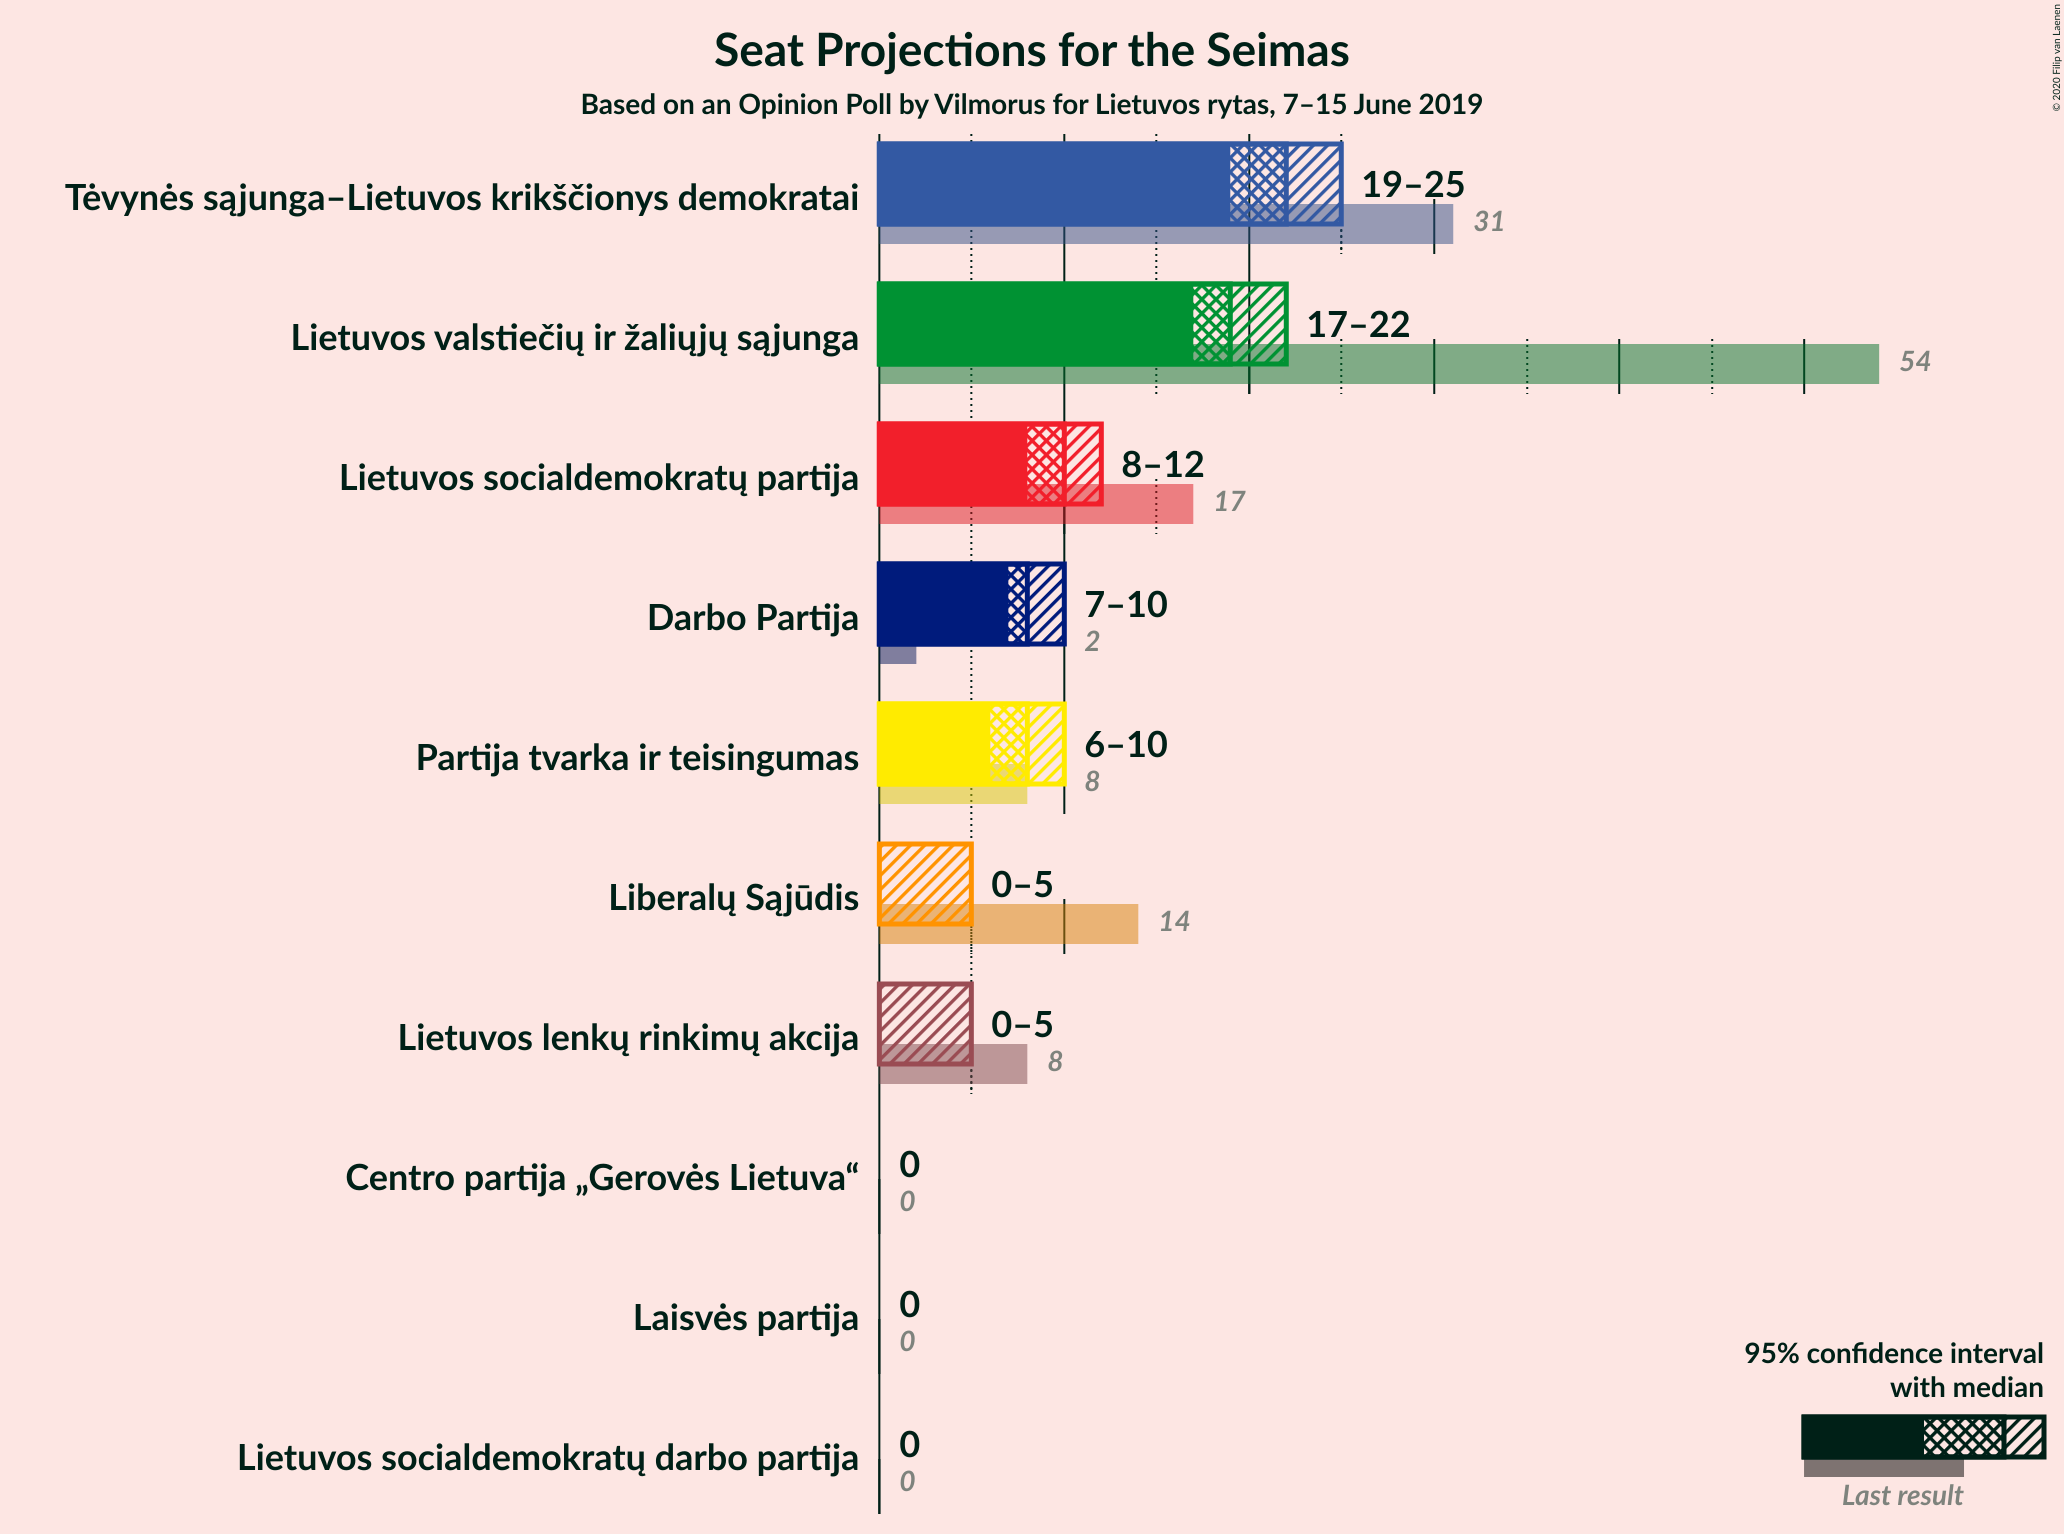 Seat Projections for the Seimas
Based on an Opinion Poll by Vilmorus for Lietuvos rytas, 7–15 June 2019
© 2020 Filip van Laenen
Tėvynės sąjunga–Lietuvos krikščionys demokratai
19–25
31
Lietuvos valstiečių ir žaliųjų sąjunga
17–22
54
Lietuvos socialdemokratų partija
8–12
17
Darbo Partija
7–10
2
Partija tvarka ir teisingumas
6–10
8
Liberalų Sąjūdis
0–5
14
Lietuvos lenkų rinkimų akcija
0–5
8
Centro partija „Gerovės Lietuva“
0
0
Laisvės partija
0
0
Lietuvos socialdemokratų darbo partija
0
0
95% confidence interval
with median
Last result